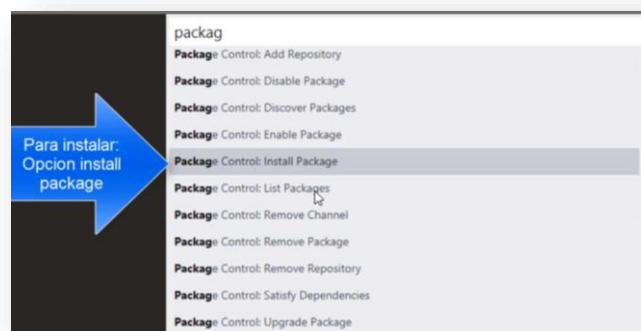 packag
Package Control: Add Repository
Package Control: Disable Package
Package Control: Discover Packages
Package Control: Enable Package
Para instalar:
Opcion install
package
Package Control: Install Package
Package Control: List Packages
Package Control: Remove Channel
Package Control: Remove Package
Package Control: Remove Repository
Package Control: Satisfy Dependencies
Package Control: Upgrade Package